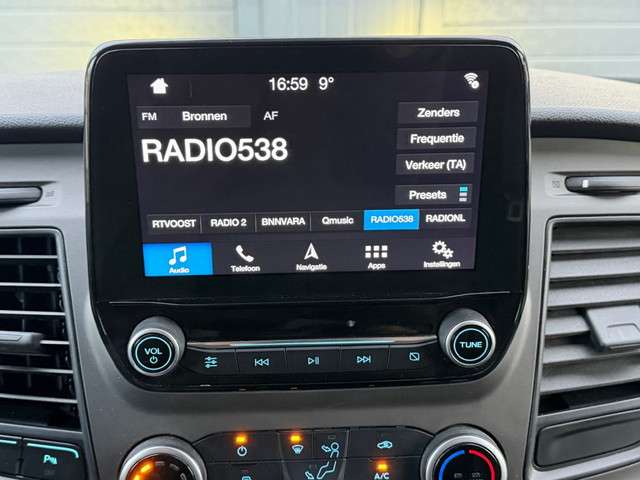 16:59 9°
FM Bronnen AF Zenders
RADIO538
Frequentie
Verkeer (TA)
Presets
RTVOOST RADIO 2 BNNVARA Qmusic RADIO538 RADIONL
Audio Telefoon Navigatie Apps Instellingen
VOL TUNE
A/C